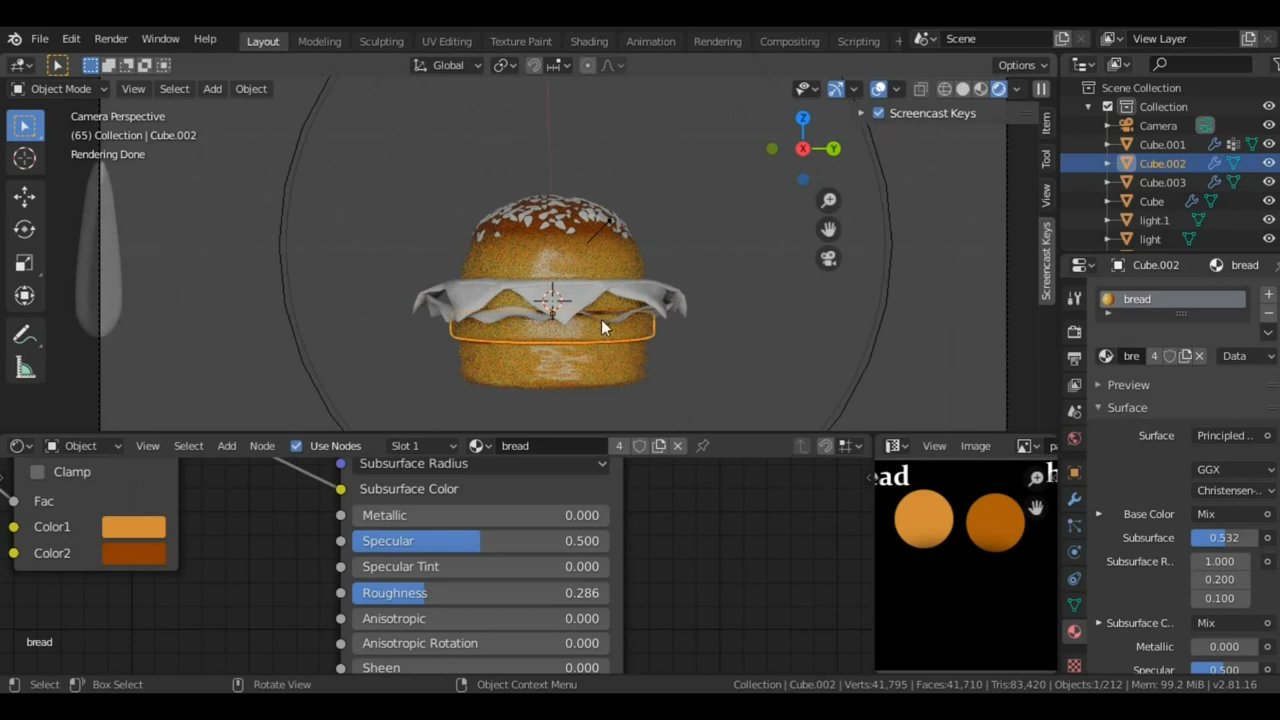 File Edit Render Window Help Layout Modeling Sculpting UV Editing Texture Paint Shading Animation Rendering Compositing Scripting + Scene View Layer
Global Options
Object Mode View Select Add Object
Camera Perspective
(65) Collection | Cube.002
Rendering Done
Screencast Keys
Z
X
Y
Item
Tool
View
Screencast Keys
Scene Collection
Collection
Camera
Cube.001
Cube.002
Cube.003
Cube
light.1
light
Cube.002 bread
bread
bre 4 Data
Preview
Surface
Surface Principled ..
GGX
Christensen-..
Base Color Mix
Subsurface 0.532
Subsurface R.. 1.000
0.200
0.100
Subsurface C.. Mix
Metallic 0.000
Specular 0.500
Object View Select Add Node Use Nodes Slot 1 bread 4
View Image pa
Clamp
Fac
Color1
Color2
bread
Subsurface Radius
Subsurface Color
Metallic 0.000
Specular 0.500
Specular Tint 0.000
Roughness 0.286
Anisotropic 0.000
Anisotropic Rotation 0.000
Sheen 0.000
ead h
Select Box Select Rotate View Object Context Menu Collection | Cube.002 | Verts:41,795 | Faces:41,710 | Tris:83,420 | Objects:1/212 | Mem: 99.2 MiB | v2.81.16